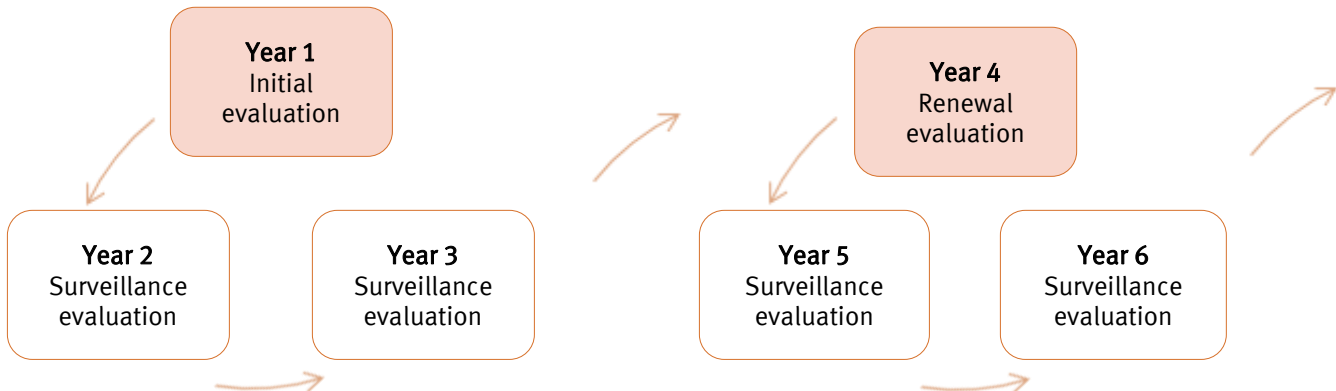 Year 1
Initial
evaluation
Year 4
Renewal
evaluation
Year 2
Surveillance
evaluation
Year 3
Surveillance
evaluation
Year 5
Surveillance
evaluation
Year 6
Surveillance
evaluation